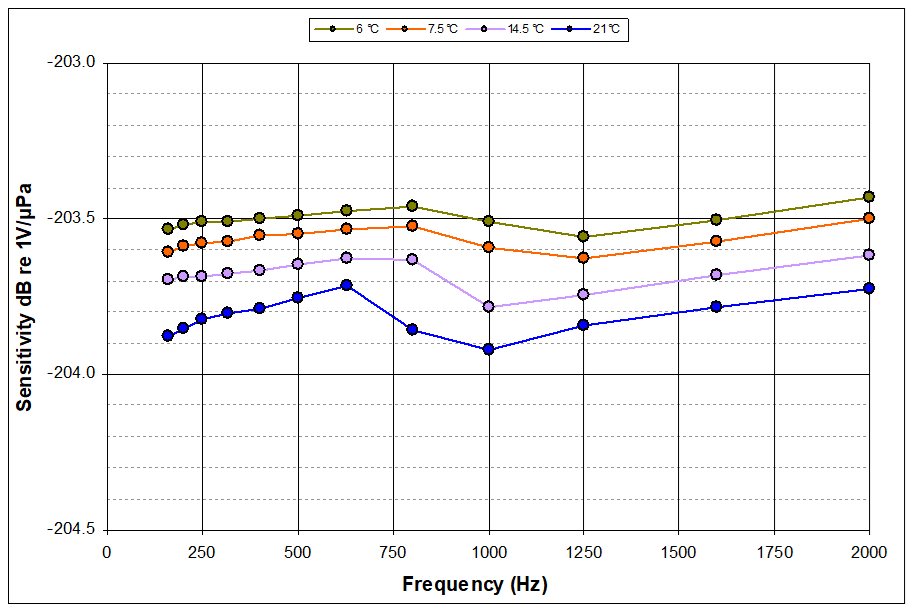 6 °C 7.5 °C 14.5 °C 21°C
-203.0
-203.5
-204.0
-204.5
Sensitivity dB re 1V/µPa
0 250 500 750 1000 1250 1500 1750 2000
Frequency (Hz)